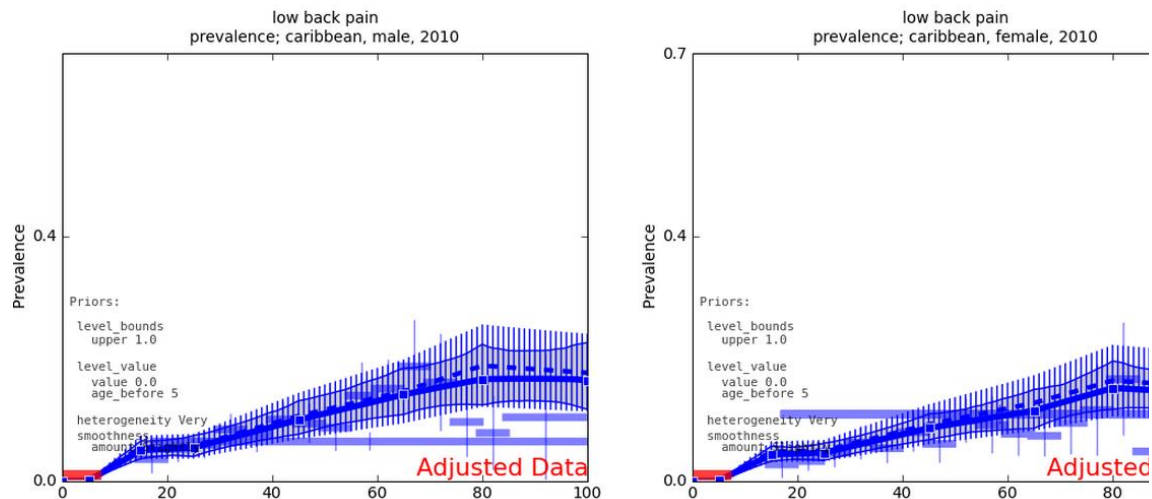 low back pain
prevalence; caribbean, male, 2010
0.4
Prevalence
Priors:
level_bounds
upper 1.0
level_value
value 0.0
age_before 5
heterogeneity Very
smoothness
amount
0.0
Adjusted Data
0 20 40 60 80 100
low back pain
prevalence; caribbean, female, 2010
0.7
0.4
Prevalence
Priors:
level_bounds
upper 1.0
level_value
value 0.0
age_before 5
heterogeneity Very
smoothness
amount
0.0
Adjusted
0 20 40 60 80